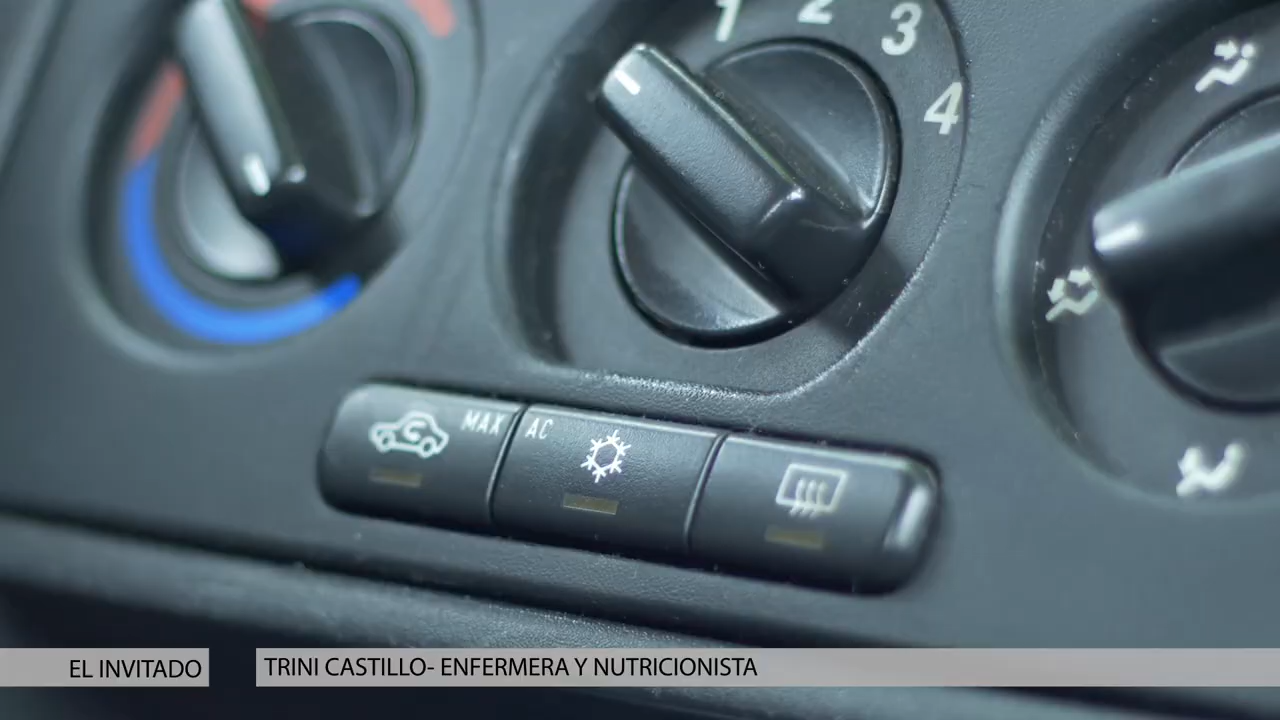 1 2 3 4
MAX AC
EL INVITADO
TRINI CASTILLO- ENFERMERA Y NUTRICIONISTA